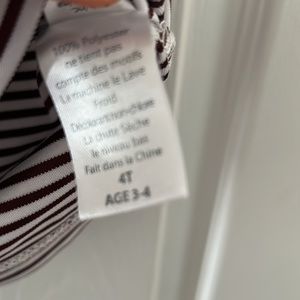 100% Polyester
ne tient pas
compte des motifs
La machine le Lave
Froid
La chute Sèche
le niveau bas
Fait dans la Chine
4T
AGE 3-4